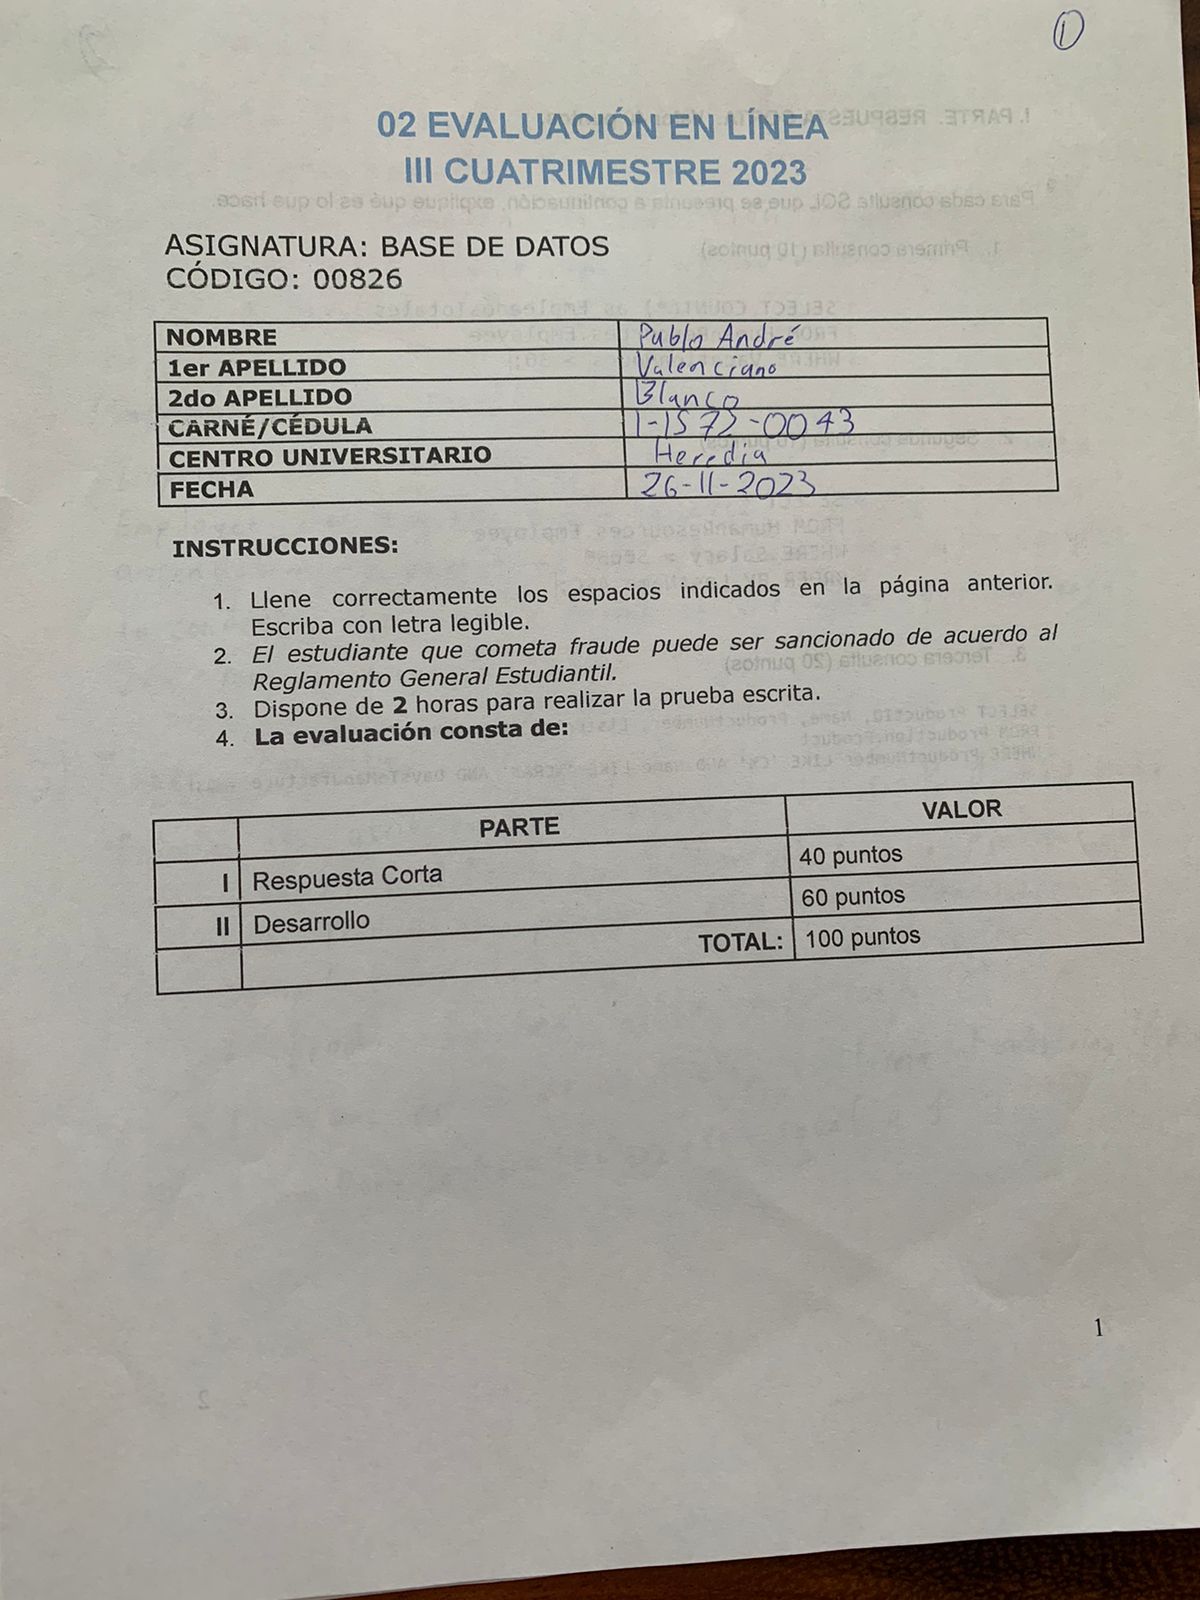 1
02 EVALUACIÓN EN LÍNEA
III CUATRIMESTRE 2023
ASIGNATURA: BASE DE DATOS
CÓDIGO: 00826
NOMBRE Pablo André
1er APELLIDO Valenciano
2do APELLIDO Blanco
CARNÉ/CÉDULA 1-1572-0043
CENTRO UNIVERSITARIO Heredia
FECHA 26-11-2023
INSTRUCCIONES:
1. Llene correctamente los espacios indicados en la página anterior.
Escriba con letra legible.
2. El estudiante que cometa fraude puede ser sancionado de acuerdo al
Reglamento General Estudiantil.
3. Dispone de 2 horas para realizar la prueba escrita.
4. La evaluación consta de:
PARTE VALOR
I Respuesta Corta 40 puntos
II Desarrollo 60 puntos
TOTAL: 100 puntos
1